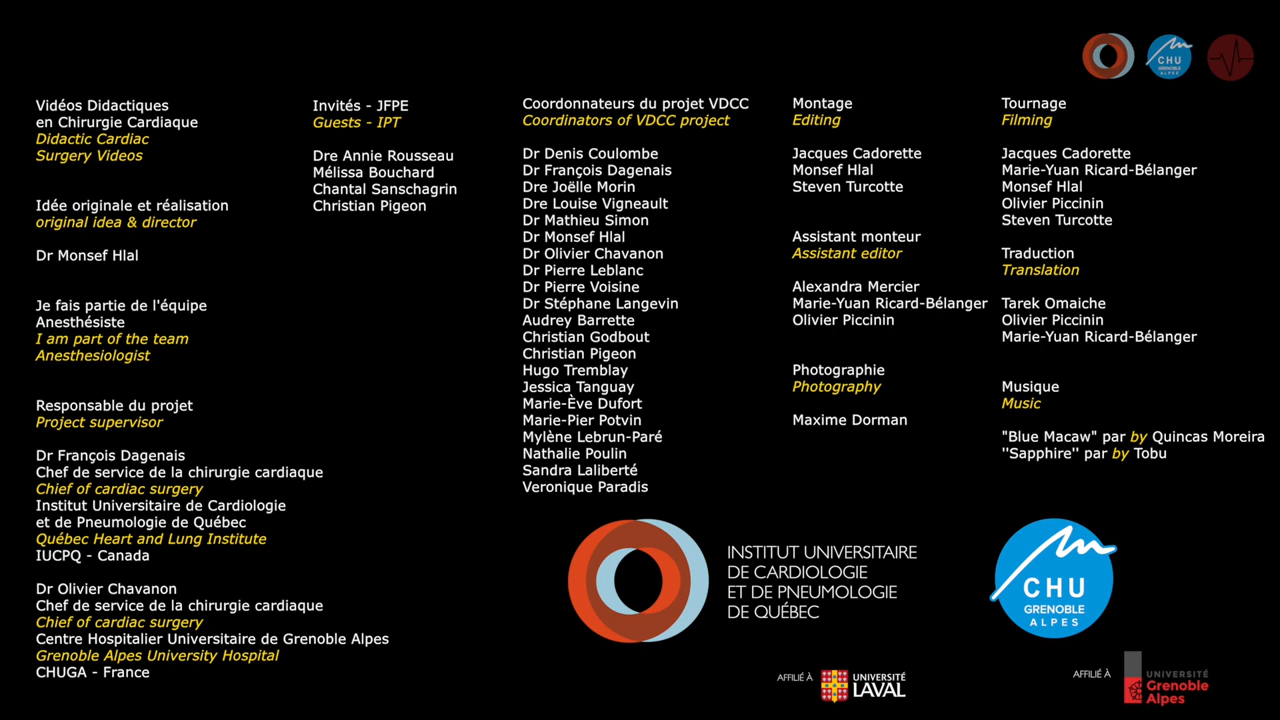 CHU
GRENOBLE
ALPES
Vidéos Didactiques
en Chirurgie Cardiaque
Didactic Cardiac
Surgery Videos
Idée originale et réalisation
original idea & director
Dr Monsef Hlal
Je fais partie de l'équipe
Anesthésiste
I am part of the team
Anesthesiologist
Responsable du projet
Project supervisor
Dr François Dagenais
Chef de service de la chirurgie cardiaque
Chief of cardiac surgery
Institut Universitaire de Cardiologie
et de Pneumologie de Québec
Québec Heart and Lung Institute
IUCPQ - Canada
Dr Olivier Chavanon
Chef de service de la chirurgie cardiaque
Chief of cardiac surgery
Centre Hospitalier Universitaire de Grenoble Alpes
Grenoble Alpes University Hospital
CHUGA - France
Invités - JFPE
Guests - IPT
Dre Annie Rousseau
Mélissa Bouchard
Chantal Sanschagrin
Christian Pigeon
Coordonnateurs du projet VDCC
Coordinators of VDCC project
Dr Denis Coulombe
Dr François Dagenais
Dre Joëlle Morin
Dre Louise Vigneault
Dr Mathieu Simon
Dr Monsef Hlal
Dr Olivier Chavanon
Dr Pierre Leblanc
Dr Pierre Voisine
Dr Stéphane Langevin
Audrey Barrette
Christian Godbout
Christian Pigeon
Hugo Tremblay
Jessica Tanguay
Marie-Ève Dufort
Marie-Pier Potvin
Mylène Lebrun-Paré
Nathalie Poulin
Sandra Laliberté
Veronique Paradis
Montage
Editing
Jacques Cadorette
Monsef Hlal
Steven Turcotte
Assistant monteur
Assistant editor
Alexandra Mercier
Marie-Yuan Ricard-Bélanger
Olivier Piccinin
Photographie
Photography
Maxime Dorman
Tournage
Filming
Jacques Cadorette
Marie-Yuan Ricard-Bélanger
Monsef Hlal
Olivier Piccinin
Steven Turcotte
Traduction
Translation
Tarek Omaiche
Olivier Piccinin
Marie-Yuan Ricard-Bélanger
Musique
Music
"Blue Macaw" par by Quincas Moreira
''Sapphire'' par by Tobu
INSTITUT UNIVERSITAIRE
DE CARDIOLOGIE
ET DE PNEUMOLOGIE
DE QUÉBEC
AFFILIÉ À
UNIVERSITÉ
LAVAL
CHU
GRENOBLE
ALPES
AFFILIÉ À
UNIVERSITÉ
Grenoble
Alpes